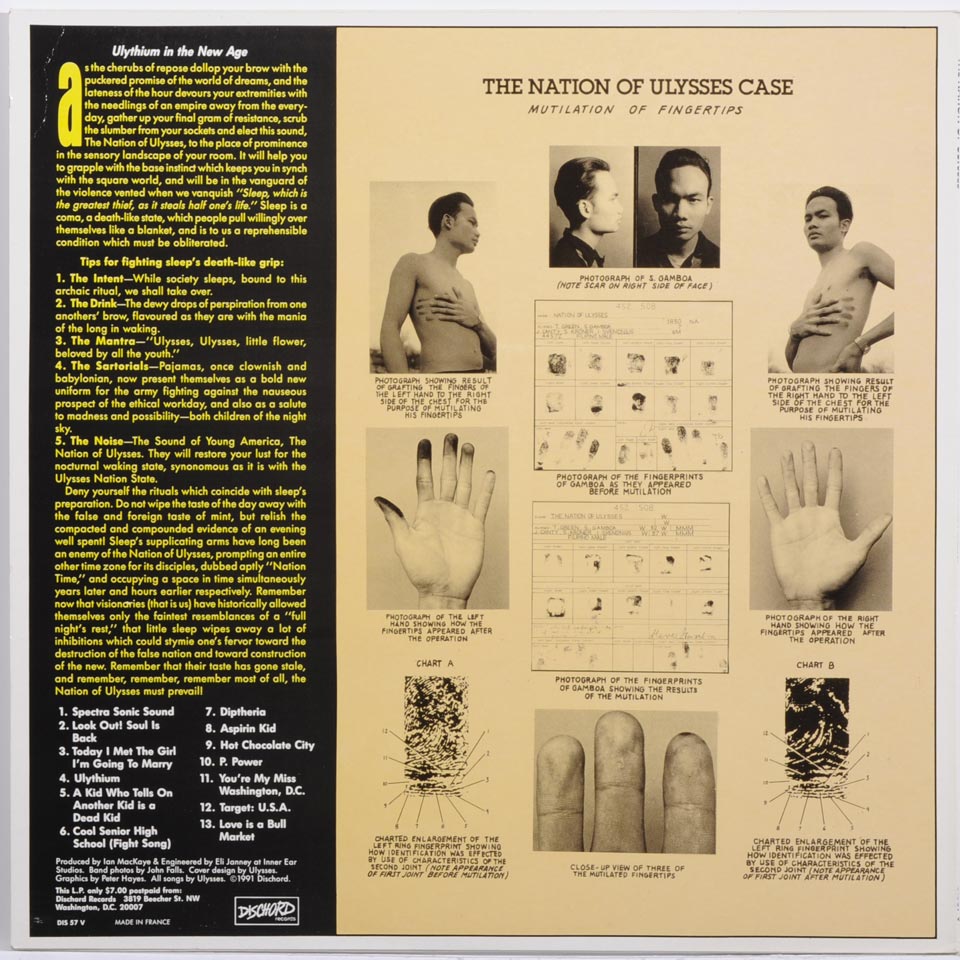 Ulythium in the New Age
as the cherubs of repose dollop your brow with the
puckered promise of the world of dreams, and the
lateness of the hour devours your extremities with
the needlings of an empire away from the every-
day, gather up your final gram of resistance, scrub
the slumber from your sockets and elect this sound,
The Nation of Ulysses, to the place of prominence
in the sensory landscape of your room. It will help you
to grapple with the base instinct which keeps you in synch
with the square world, and will be in the vanguard of
the violence vented when we vanquish "Sleep, which is
the greatest thief, as it steals half one's life." Sleep is a
coma, a death-like state, which people pull willingly over
themselves like a blanket, and is to us a reprehensible
condition which must be obliterated.
Tips for fighting sleep's death-like grip:
1. The Intent—While society sleeps, bound to this
archaic ritual, we shall take over.
2. The Drink—The dewy drops of perspiration from one
anothers' brow, flavoured as they are with the mania
of the long in waking.
3. The Mantra—"Ulysses, Ulysses, little flower,
beloved by all the youth."
4. The Sartorials—Pajamas, once clownish and
babylonian, now present themselves as a bold new
uniform for the army fighting against the nauseous
prospect of the ethical workday, and also as a salute
to madness and possibility—both children of the night
sky.
5. The Noise—The Sound of Young America, The
Nation of Ulysses. They will restore your lust for the
nocturnal waking state, synonomous as it is with the
Ulysses Nation State.
Deny yourself the rituals which coincide with sleep's
preparation. Do not wipe the taste of the day away with
the false and foreign taste of mint, but relish the
compacted and compounded evidence of an evening
well spent! Sleep's supplicating arms have long been
an enemy of the Nation of Ulysses, prompting an entire
other time zone for its disciples, dubbed aptly "Nation
Time," and occupying a space in time simultaneously
years later and hours earlier respectively. Remember
now that visionaries (that is us) have historically allowed
themselves only the faintest resemblances of a "full
night's rest," that little sleep wipes away a lot of
inhibitions which could stymie one's fervor toward the
destruction of the false nation and toward construction
of the new. Remember that their taste has gone stale,
and remember, remember, remember most of all, the
Nation of Ulysses must prevail!
1. Spectra Sonic Sound
2. Look Out! Soul Is
Back
3. Today I Met The Girl
I'm Going To Marry
4. Ulythium
5. A Kid Who Tells On
Another Kid is a
Dead Kid
6. Cool Senior High
School (Fight Song)
7. Diptheria
8. Aspirin Kid
9. Hot Chocolate City
10. P. Power
11. You're My Miss
Washington, D.C.
12. Target: U.S.A.
13. Love is a Bull
Market
Produced by Ian MacKaye & Engineered by Eli Janney at Inner Ear
Studios. Band photos by John Falls. Cover design by Ulysses.
Graphics by Peter Hayes. All songs by Ulysses. ©1991 Dischord.
This L.P. only $7.00 postpaid from:
Dischord Records 3819 Beecher St. NW
Washington, D.C. 20007
DIS 57 V MADE IN FRANCE
DISCHORD
records
THE NATION OF ULYSSES CASE
MUTILATION OF FINGERTIPS
PHOTOGRAPH OF S. GAMBOA
(NOTE SCAR ON RIGHT SIDE OF FACE)
PHOTOGRAPH SHOWING RESULT
OF GRAFTING THE FINGERS OF
THE LEFT HAND TO THE RIGHT
SIDE OF THE CHEST FOR THE
PURPOSE OF MUTILATING
HIS FINGERTIPS
452 508
NATION OF ULYSSES
T. GREEN, S. GAMBOA
FILIPINO MALE
PHOTOGRAPH OF THE FINGERPRINTS
OF GAMBOA AS THEY APPEARED
BEFORE MUTILATION
PHOTOGRAPH SHOWING RESULT
OF GRAFTING THE FINGERS OF
THE RIGHT HAND TO THE LEFT
SIDE OF THE CHEST FOR THE
PURPOSE OF MUTILATING
HIS FINGERTIPS
PHOTOGRAPH OF THE LEFT
HAND SHOWING HOW THE
FINGERTIPS APPEARED AFTER
THE OPERATION
452 508
THE NATION OF ULYSSES
T. GREEN, S. GAMBOA
FILIPINO MALE
PHOTOGRAPH OF THE FINGERPRINTS
OF GAMBOA SHOWING THE RESULTS
OF THE MUTILATION
PHOTOGRAPH OF THE RIGHT
HAND SHOWING HOW THE
FINGERTIPS APPEARED AFTER
THE OPERATION
CHART A
CHARTED ENLARGEMENT OF THE
LEFT RING FINGERPRINT SHOWING
HOW IDENTIFICATION WAS EFFECTED
BY USE OF CHARACTERISTICS OF THE
SECOND JOINT (NOTE APPEARANCE
OF FIRST JOINT BEFORE MUTILATION)
CLOSE-UP VIEW OF THREE OF
THE MUTILATED FINGERTIPS
CHART B
CHARTED ENLARGEMENT OF THE
LEFT RING FINGERPRINT SHOWING
HOW IDENTIFICATION WAS EFFECTED
BY USE OF CHARACTERISTICS OF THE
SECOND JOINT (NOTE APPEARANCE
OF FIRST JOINT AFTER MUTILATION)